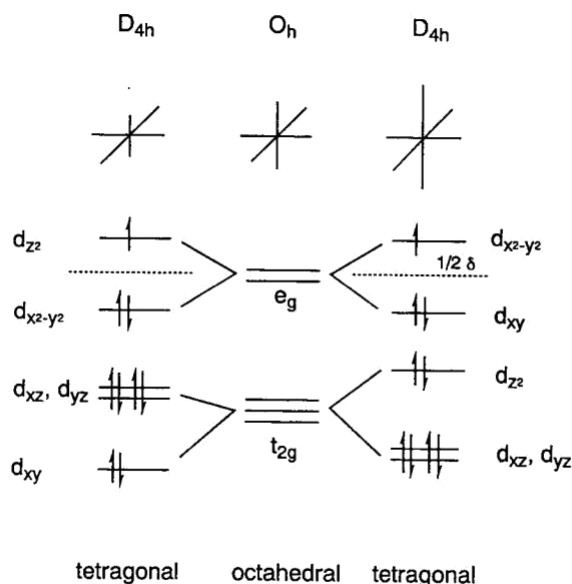 D4h Oh D4h
dz² dx²-y²
1/2 δ
dx²-y² eg dxy
dxz, dyz dz²
t2g
dxy dxz, dyz
tetragonal octahedral tetragonal